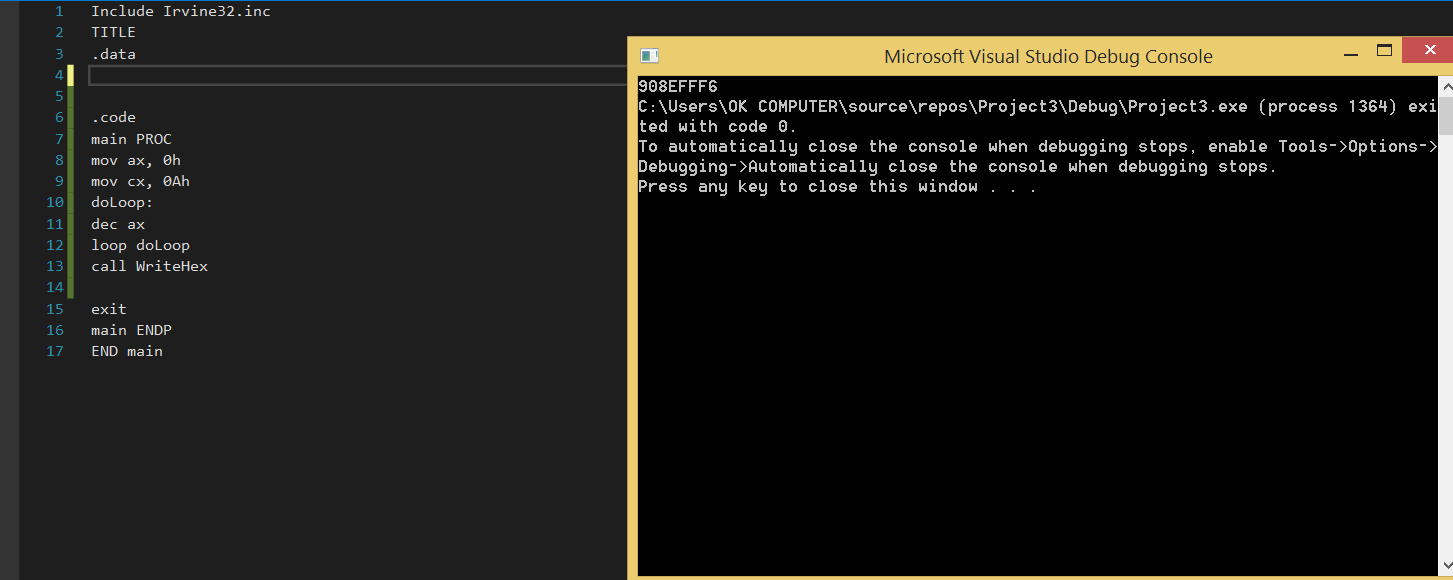 1 Include Irvine32.inc
2 TITLE
3 .data
4
5
6 .code
7 main PROC
8 mov ax, 0h
9 mov cx, 0Ah
10 doLoop:
11 dec ax
12 loop doLoop
13 call WriteHex
14
15 exit
16 main ENDP
17 END main
Microsoft Visual Studio Debug Console
908EFFF6
C:\Users\OK COMPUTER\source\repos\Project3\Debug\Project3.exe (process 1364) exi
ted with code 0.
To automatically close the console when debugging stops, enable Tools->Options->
Debugging->Automatically close the console when debugging stops.
Press any key to close this window . . .